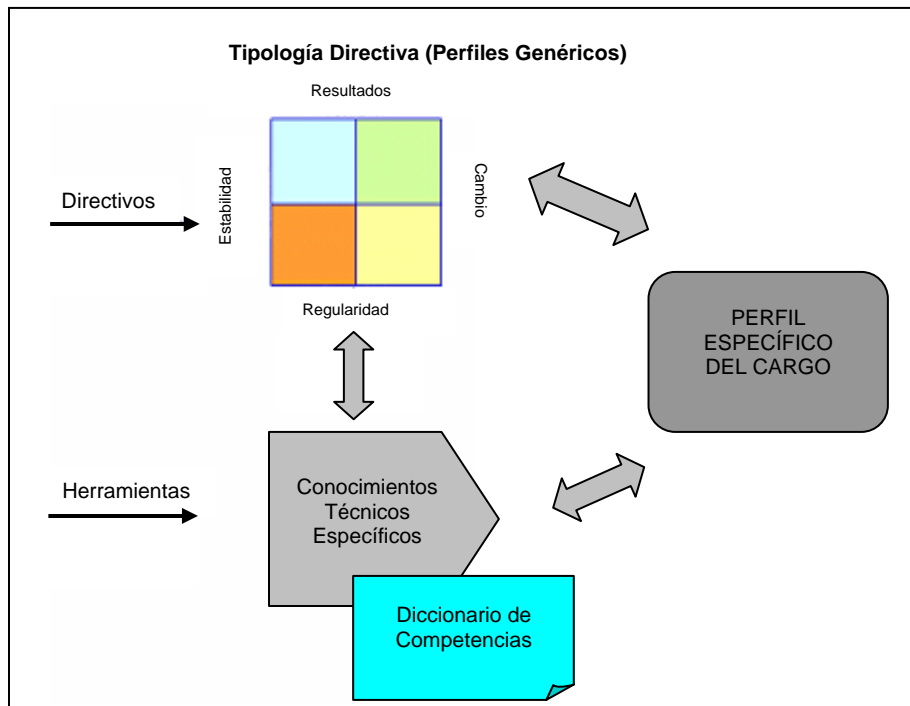 Tipología Directiva (Perfiles Genéricos)
Resultados
Directivos
Estabilidad
Cambio
Regularidad
PERFIL
ESPECÍFICO
DEL CARGO
Herramientas
Conocimientos
Técnicos
Específicos
Diccionario de
Competencias